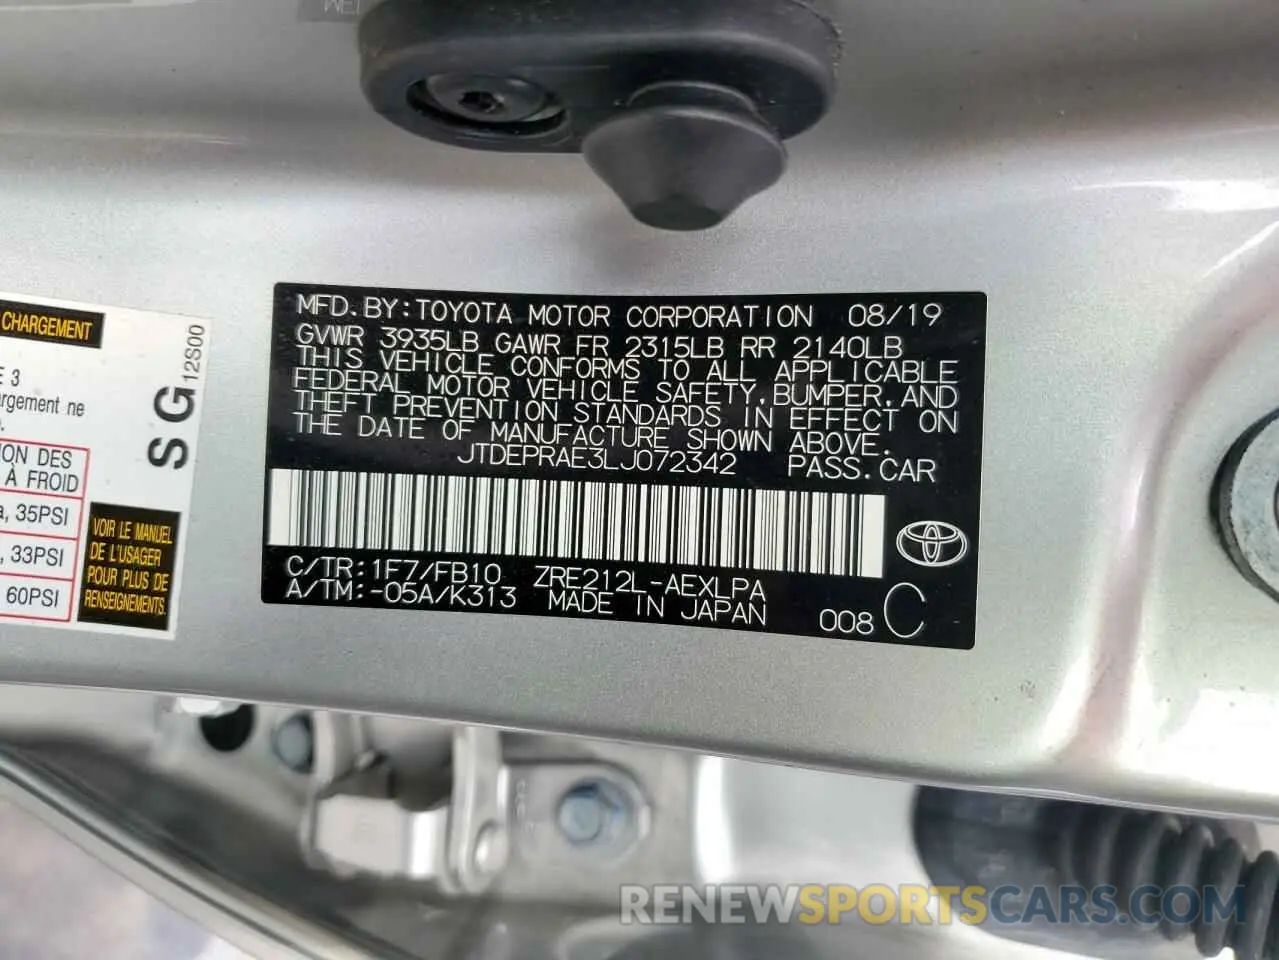 CHARGEMENT
E 3
argement ne
ION DES
À FROID
35PSI
33PSI
60PSI
SG
12S00
VOIR LE MANUEL
DE L'USAGER
POUR PLUS DE
RENSEIGNEMENTS.
MFD. BY: TOYOTA MOTOR CORPORATION 08/19
GVWR 3935LB GAWR FR 2315LB RR 2140LB
THIS VEHICLE CONFORMS TO ALL APPLICABLE
FEDERAL MOTOR VEHICLE SAFETY, BUMPER, AND
THEFT PREVENTION STANDARDS IN EFFECT ON
THE DATE OF MANUFACTURE SHOWN ABOVE.
JTDEPRAE3LJ072342 PASS. CAR
C/TR: 1F7/FB10 ZRE212L-AEXLPA
A/TM: -05A/K313 MADE IN JAPAN
008 C
RENEWSPORTSCARS.COM